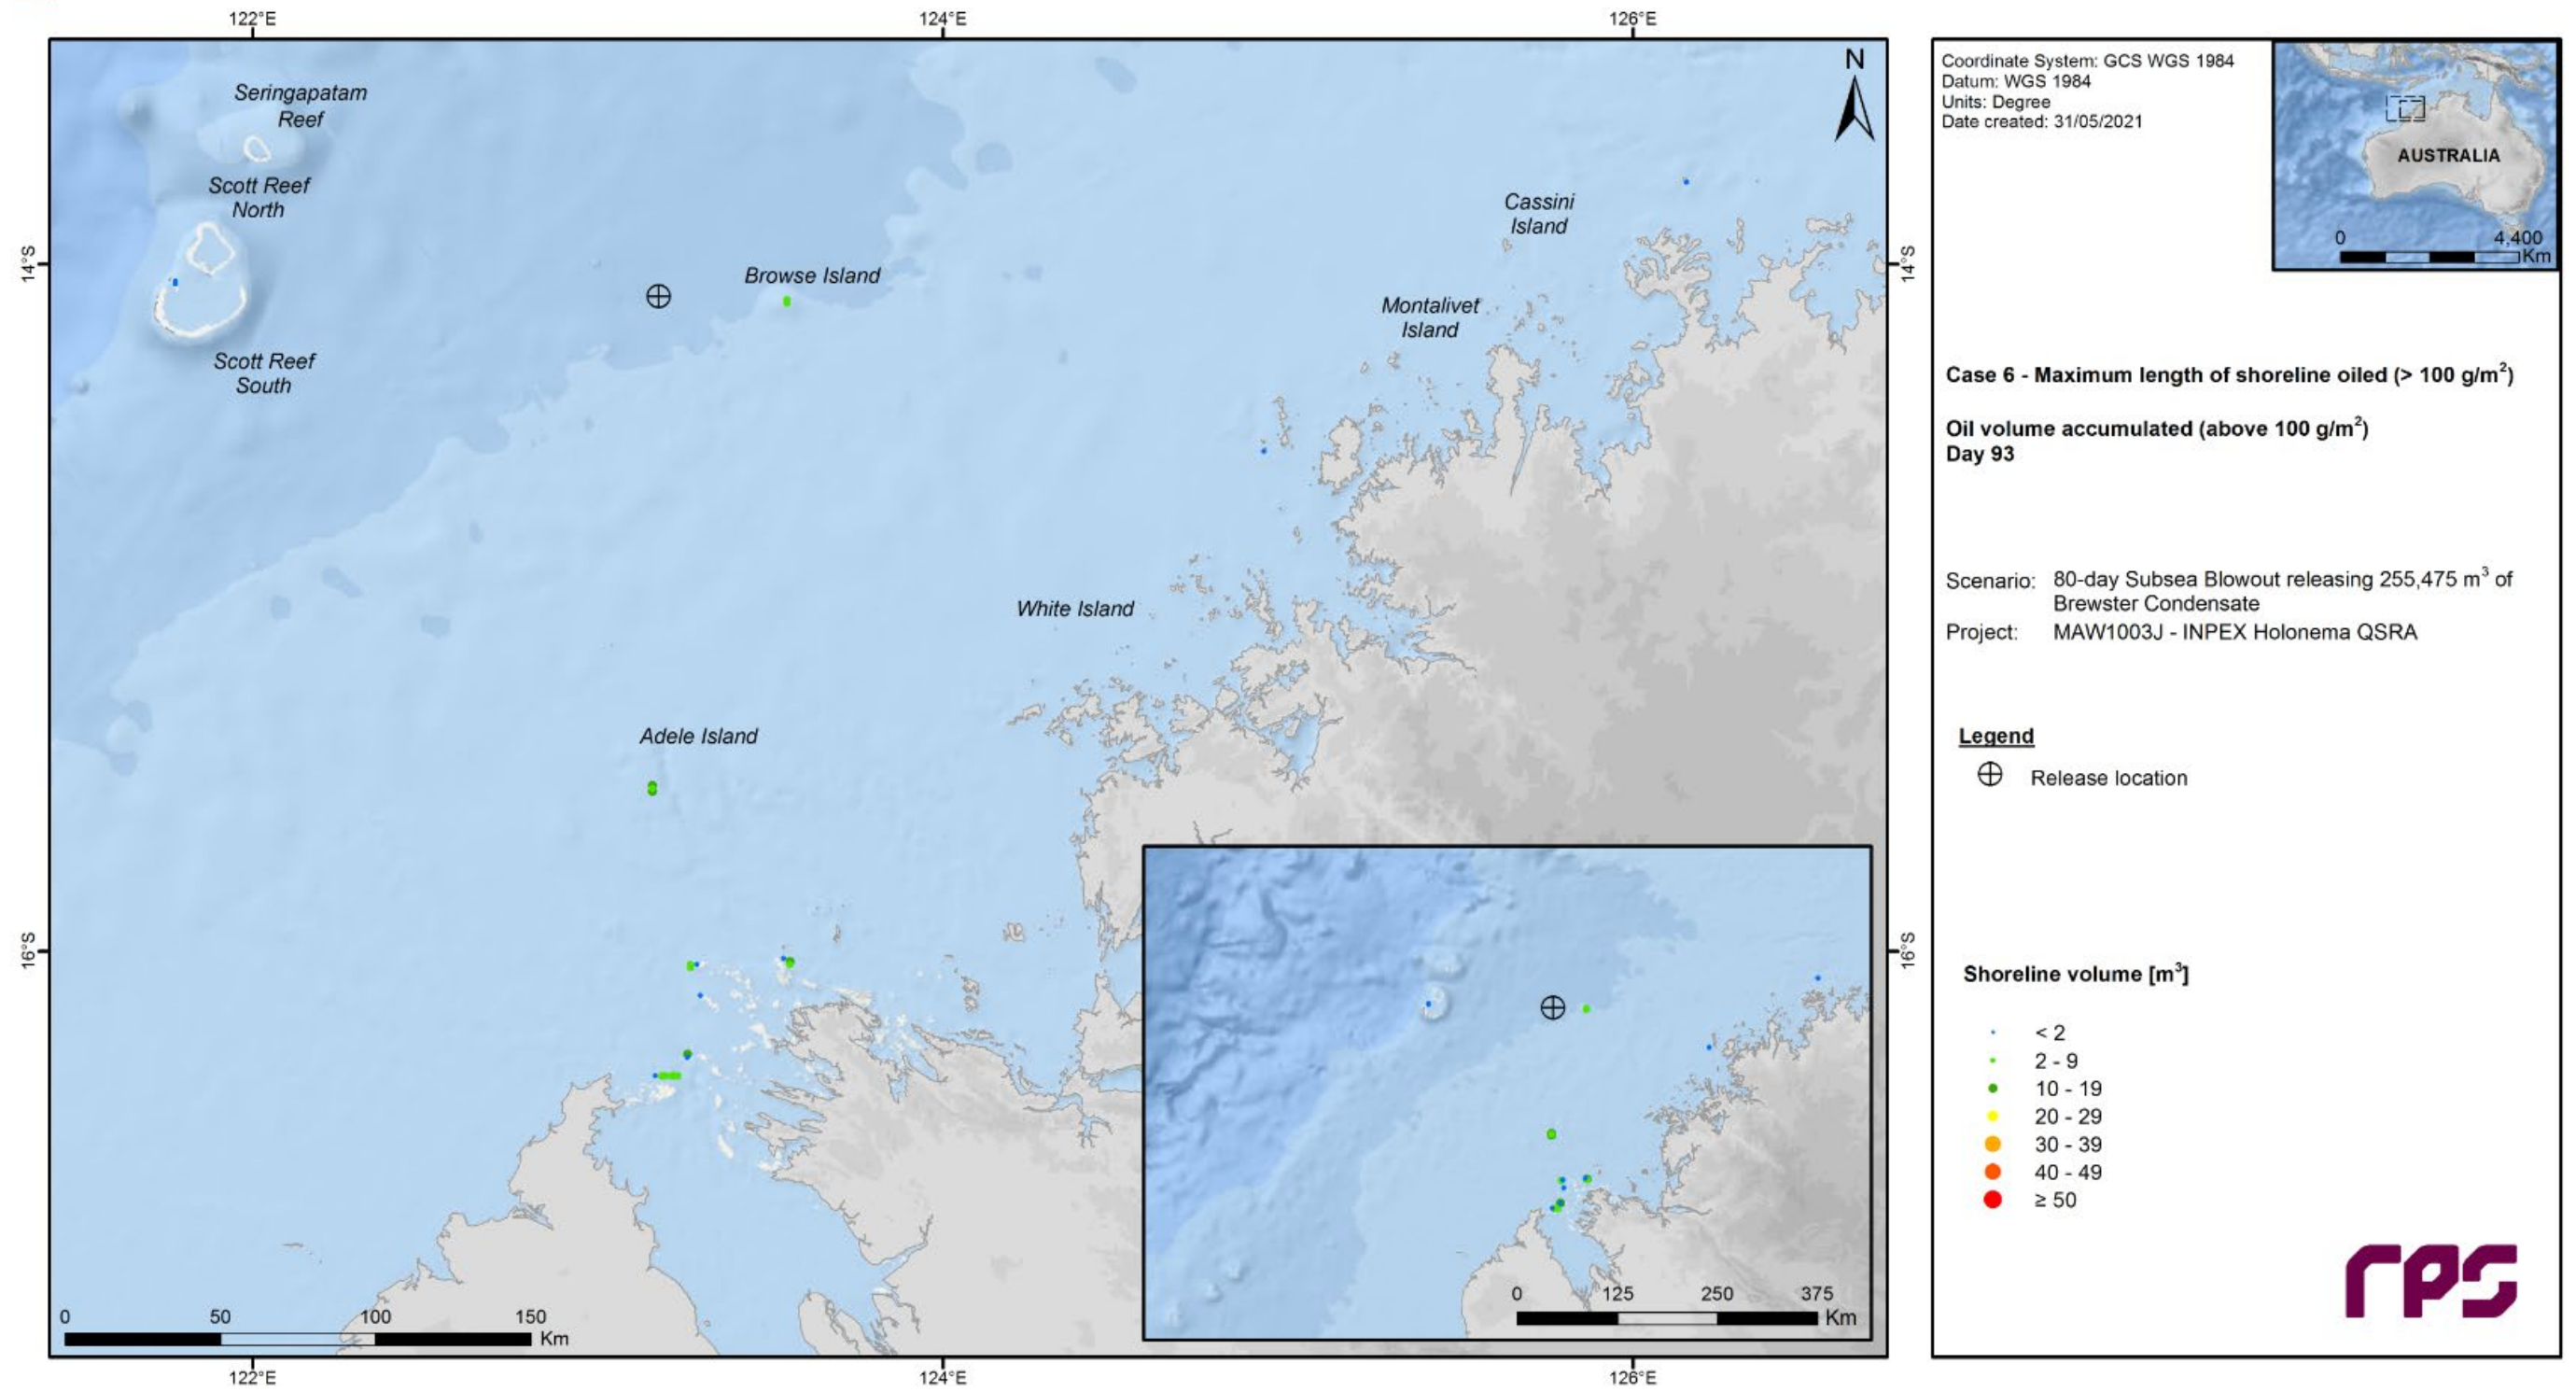 122°E
124°E
126°E
N
Seringapatam
Reef
Scott Reef
North
Cassini
Island
14°S
14°S
Browse Island
Montalivet
Island
Scott Reef
South
White Island
Adele Island
16°S
16°S
0 50 100 150
Km
0 125 250 375
Km
122°E
124°E
126°E
Coordinate System: GCS WGS 1984
Datum: WGS 1984
Units: Degree
Date created: 31/05/2021
AUSTRALIA
0 4,400
Km
Case 6 - Maximum length of shoreline oiled (> 100 g/m²)
Oil volume accumulated (above 100 g/m²)
Day 93
Scenario: 80-day Subsea Blowout releasing 255,475 m³ of
Brewster Condensate
Project: MAW1003J - INPEX Holonema QSRA
Legend
Release location
Shoreline volume [m³]
< 2
2 - 9
10 - 19
20 - 29
30 - 39
40 - 49
≥ 50
rps